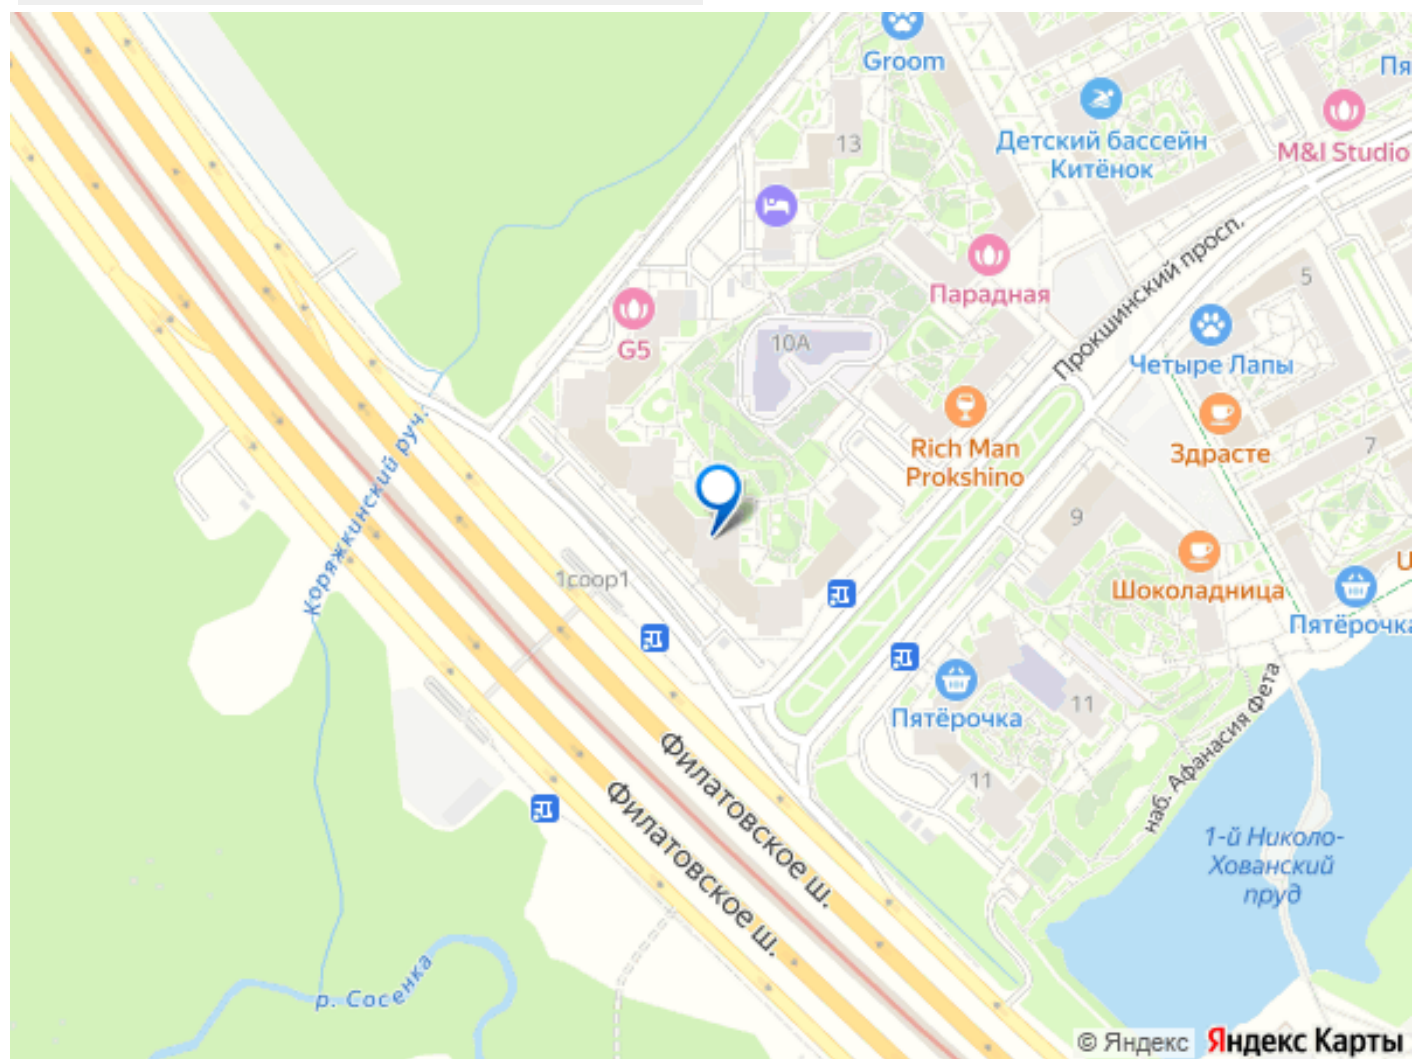 Groom
Пя
Детский бассейн
Китёнок
M&I Studio
13
Парадная
Прокшинский просп.
5
G5
10А
Четыре Лапы
Rich Man
Prokshino
Здрасте
7
Коряжкинский руч.
9
1соор1
Шоколадница
U
Пятёрочка
Пятёрочка
11
наб. Афанасия Фета
11
Филатовское ш.
Филатовское ш.
1-й Николо-
Хованский
пруд
р. Сосенка
© Яндекс Яндекс Карты